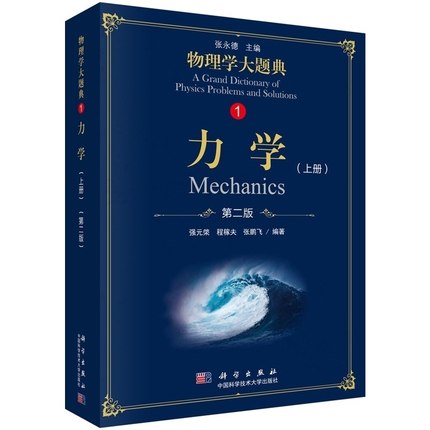 张永德 主编
物理学大题典
A Grand Dictionary of
Physics Problems and Solutions
1
力学
(上册)
Mechanics
第二版
强元棨 程稼夫 张鹏飞/编著
科学出版社
中国科学技术大学出版社
物理学大题典
1
力学
(上册)
(第二版)